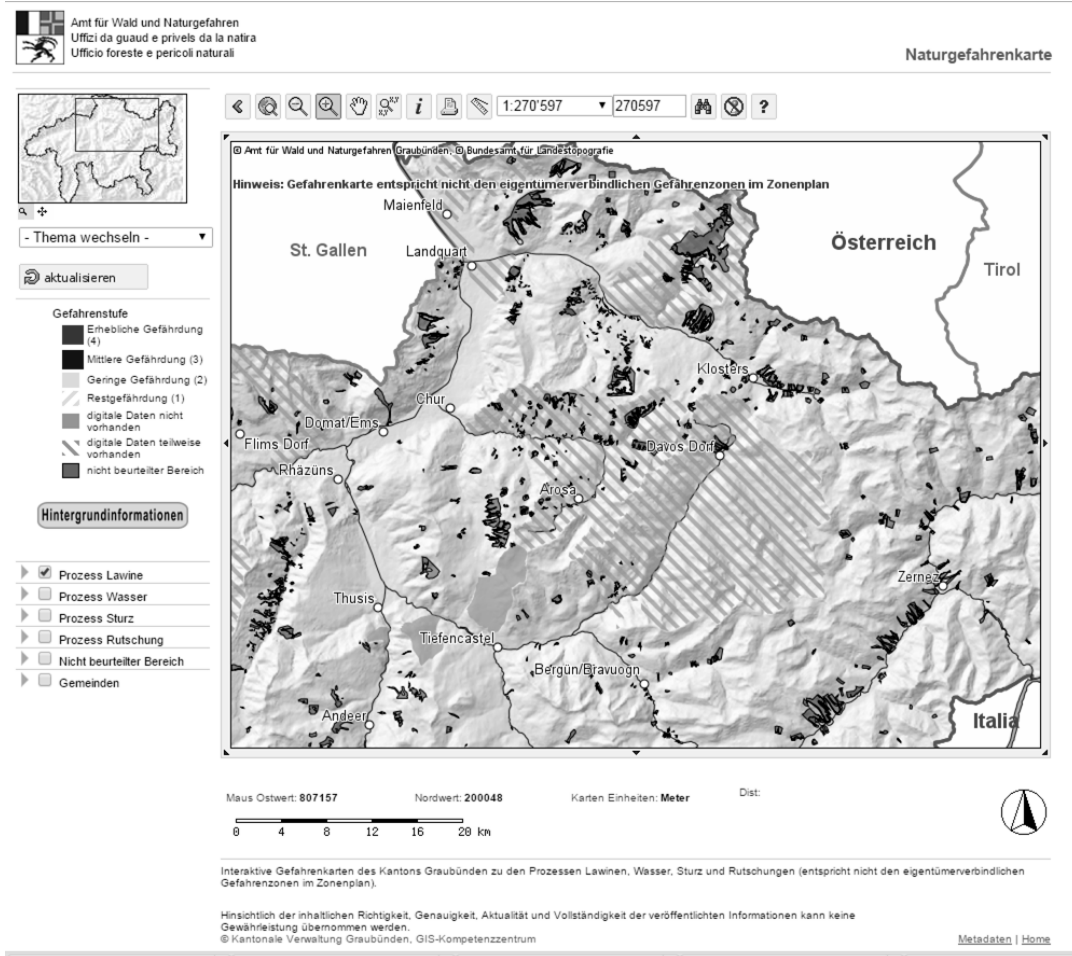 Amt für Wald und Naturgefahren
Uffizi da guaud e privels da la natira
Ufficio foreste e pericoli naturali
Naturgefahrenkarte
1:270'597
270597
?
- Thema wechseln -
aktualisieren
Gefahrenstufe
Erhebliche Gefährdung
(4)
Mittlere Gefährdung (3)
Geringe Gefährdung (2)
Restgefährdung (1)
digitale Daten nicht
vorhanden
digitale Daten teilweise
vorhanden
nicht beurteilter Bereich
Hintergrundinformationen
Prozess Lawine
Prozess Wasser
Prozess Sturz
Prozess Rutschung
Nicht beurteilter Bereich
Gemeinden
© Amt für Wald und Naturgefahren Graubünden, © Bundesamt für Landestopografie
Hinweis: Gefahrenkarte entspricht nicht den eigentümerverbindlichen Gefahrenzonen im Zonenplan
Maienfeld
St. Gallen
Landquart
Österreich
Tirol
Klosters
Chur
Domat/Ems
Flims Dorf
Davos Dorf
Rhäzüns
Arosa
Zernez
Thusis
Tiefencastel
Bergün/Bravuogn
Andeer
Italia
Maus Ostwert: 807157
Nordwert: 200048
Karten Einheiten: Meter
Dist:
0 4 8 12 16 20 km
Interaktive Gefahrenkarten des Kantons Graubünden zu den Prozessen Lawinen, Wasser, Sturz und Rutschungen (entspricht nicht den eigentümerverbindlichen
Gefahrenzonen im Zonenplan).
Hinsichtlich der inhaltlichen Richtigkeit, Genauigkeit, Aktualität und Vollständigkeit der veröffentlichten Informationen kann keine
Gewährleistung übernommen werden.
© Kantonale Verwaltung Graubünden, GIS-Kompetenzzentrum
Metadaten | Home